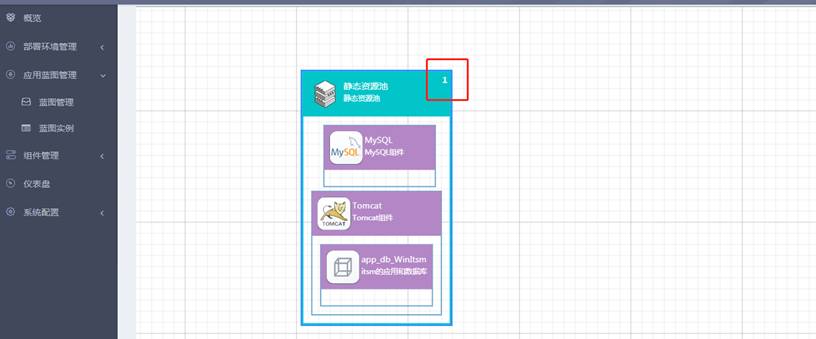 概览
部署环境管理
应用蓝图管理
蓝图管理
蓝图实例
组件管理
仪表盘
系统配置
1
静态资源池
静态资源池
MySQL
MySQL
MySQL组件
TOMCAT
Tomcat
Tomcat组件
app_db_WinItsm
itsm的应用和数据库